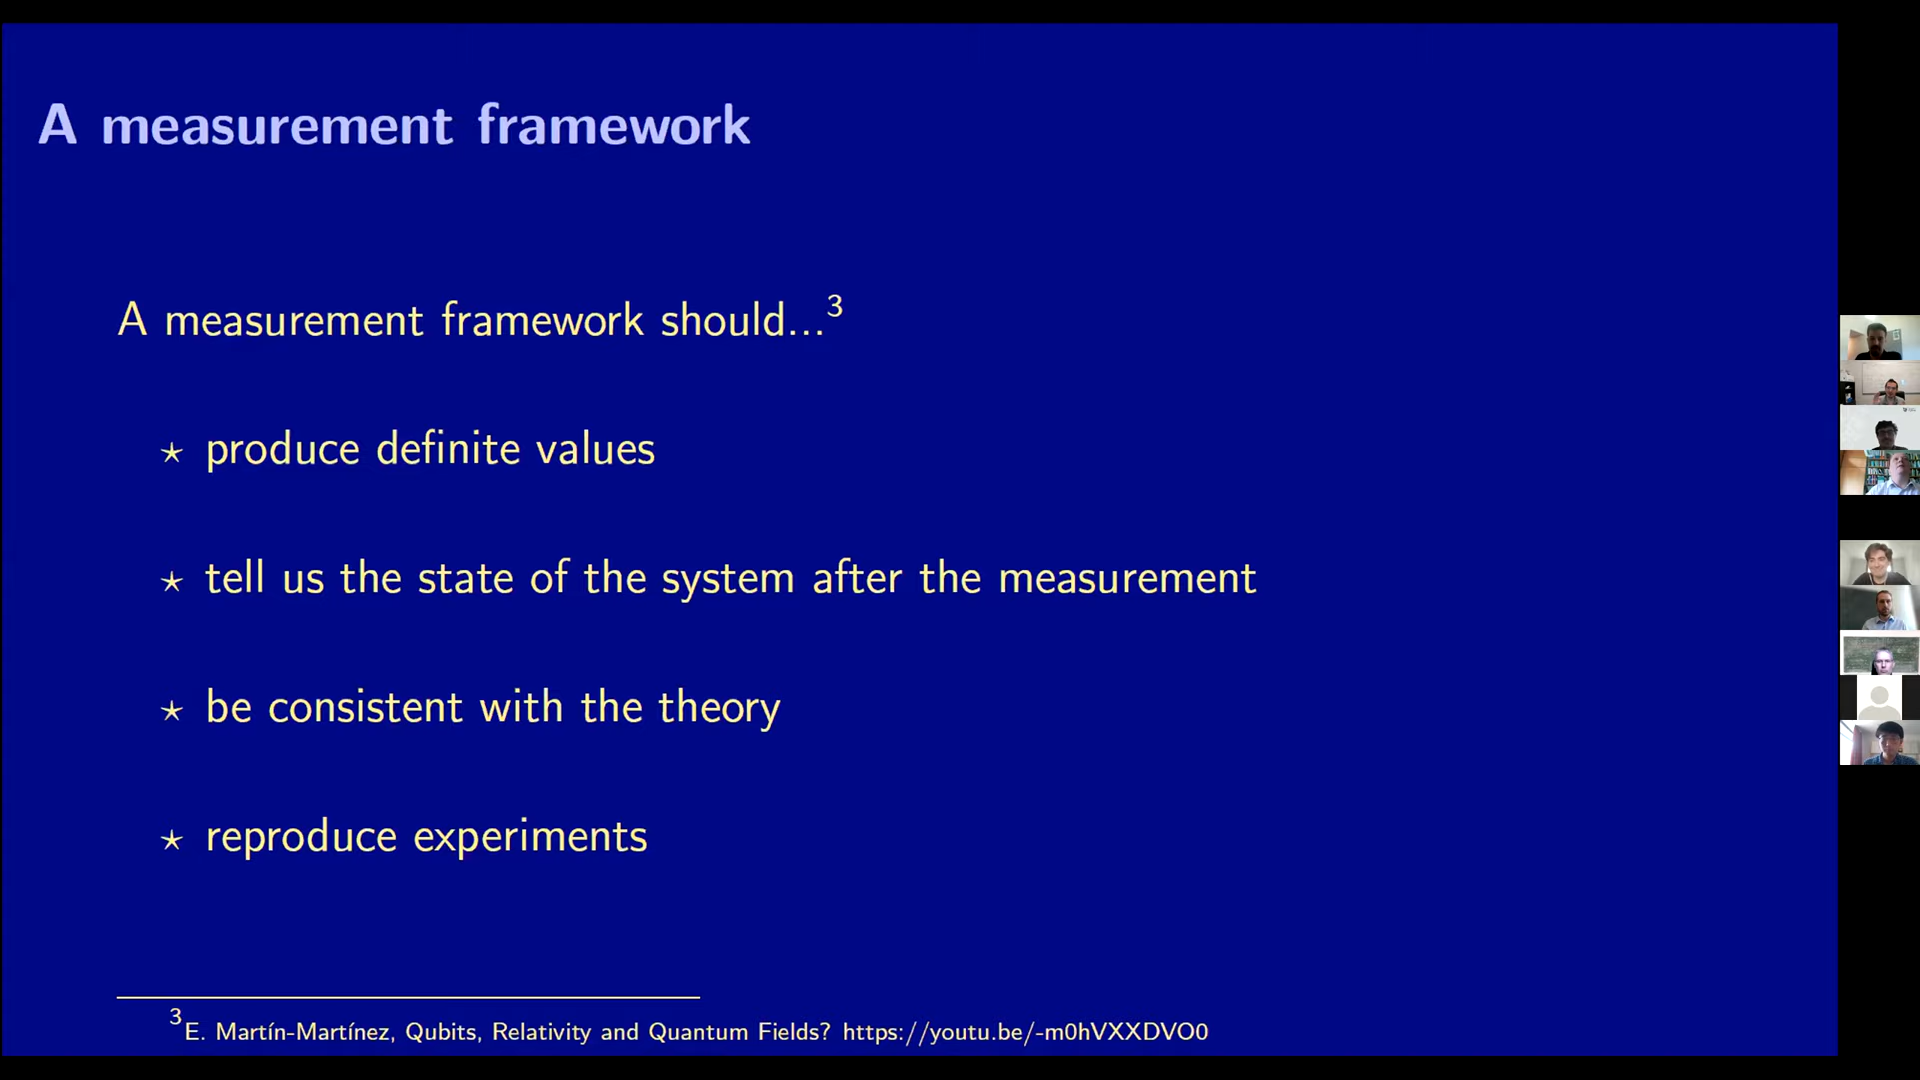 A measurement framework
A measurement framework should...³
⋆ produce definite values
⋆ tell us the state of the system after the measurement
⋆ be consistent with the theory
⋆ reproduce experiments
³E. Martín-Martínez, Qubits, Relativity and Quantum Fields? https://youtu.be/-m0hVXXDVO0